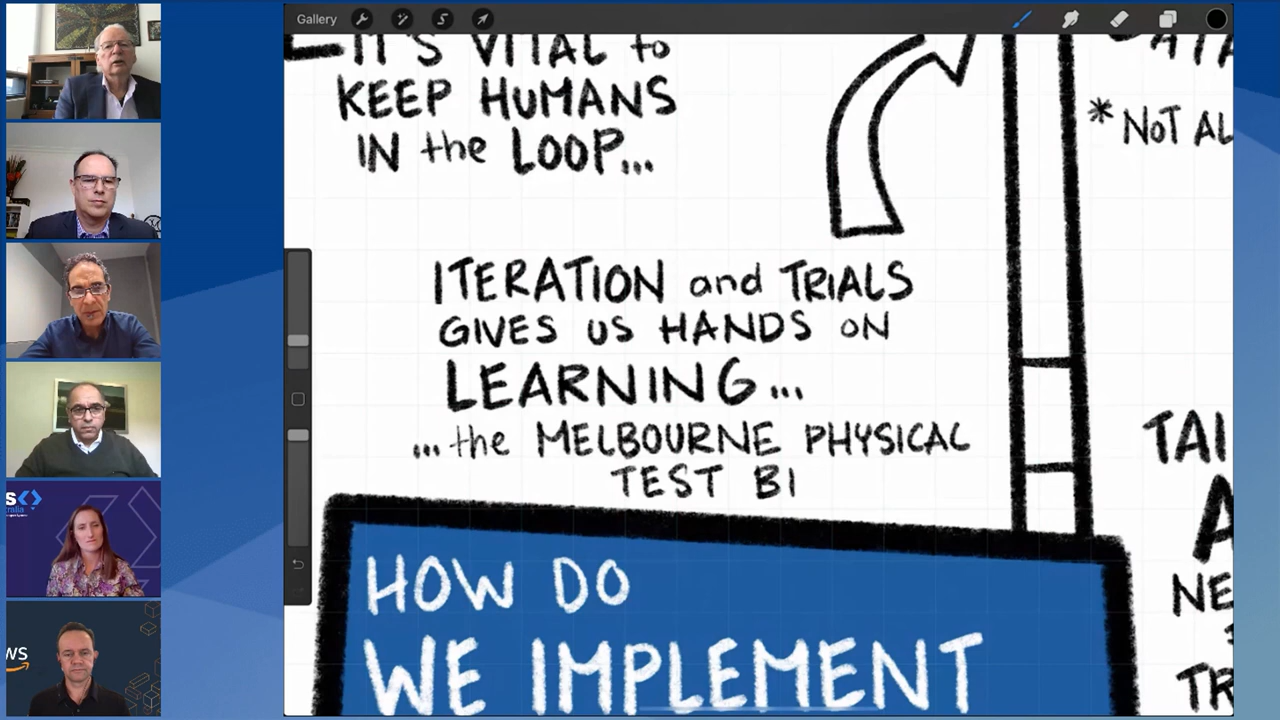 Gallery
IT'S VITAL to
KEEP HUMANS
IN the LOOP...
*NOT AL
ITERATION and TRIALS
GIVES US HANDS ON
LEARNING...
...the MELBOURNE PHYSICAL
TEST BI
HOW DO
WE IMPLEMENT
TAI
A
NE
TR
S
WS